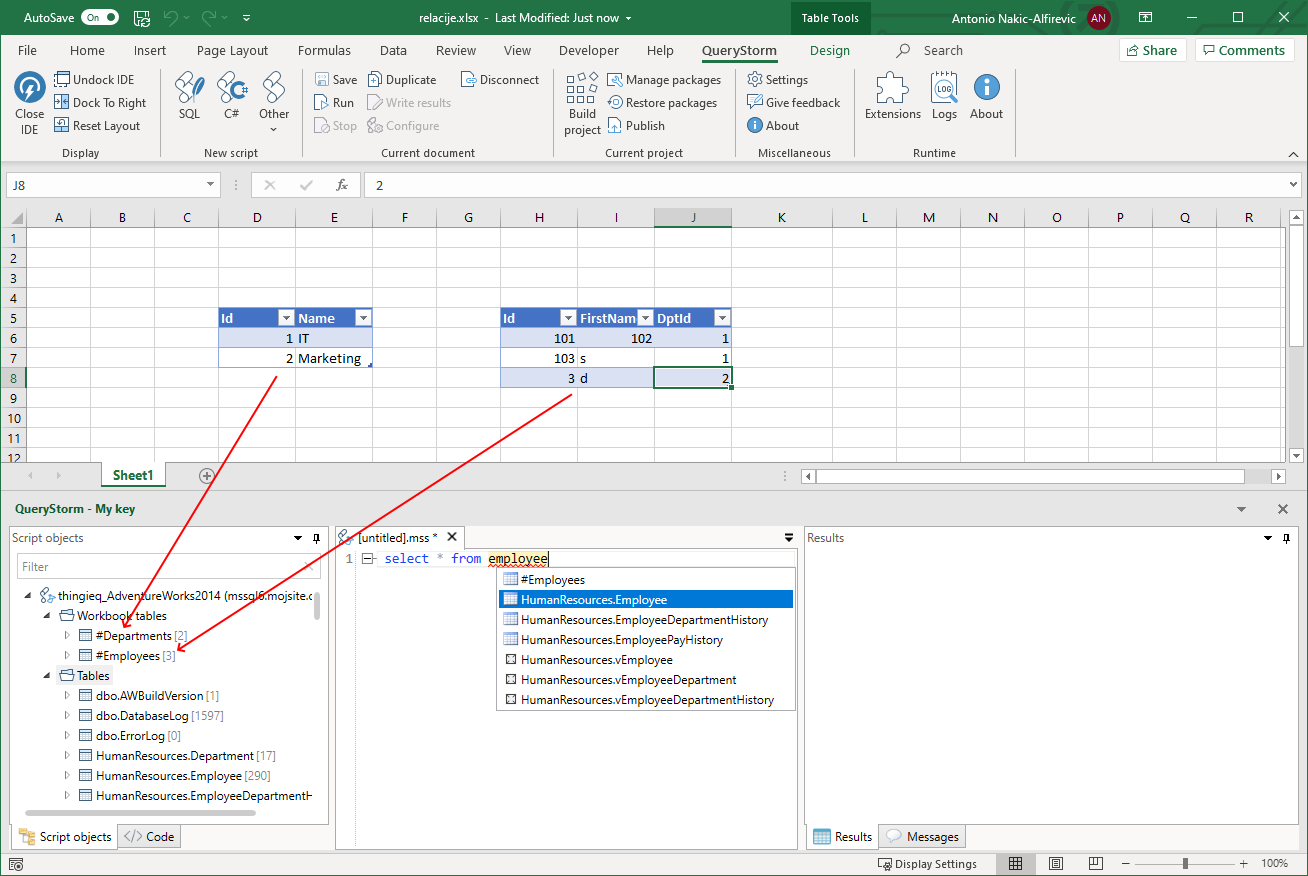 AutoSave On relacije.xlsx - Last Modified: Just now Table Tools Antonio Nakic-Alfirevic AN
File Home Insert Page Layout Formulas Data Review View Developer Help QueryStorm Design Search Share Comments
Close IDE
Undock IDE
Dock To Right
Reset Layout
Display
SQL C# Other
New script
Save Duplicate Disconnect
Run Write results
Stop Configure
Current document
Build project
Manage packages
Restore packages
Publish
Current project
Settings
Give feedback
About
Miscellaneous
Extensions LOG Logs About
Runtime
J8 fx 2
A B C D E F G H I J K L M N O P Q R
1
2
3
4
5 Id Name Id FirstNam DptId
6 1 IT 101 102 1
7 2 Marketing 103 s 1
8 3 d 2
9
10
11
12
Sheet1
QueryStorm - My key
Script objects
Filter
thingieq_AdventureWorks2014 (mssql6.mojsite.c
Workbook tables
#Departments [2]
#Employees [3]
Tables
dbo.AWBuildVersion [1]
dbo.DatabaseLog [1597]
dbo.ErrorLog [0]
HumanResources.Department [17]
HumanResources.Employee [290]
HumanResources.EmployeeDepartmentH
Script objects Code
[untitled].mss *
1 select * from employee
#Employees
HumanResources.Employee
HumanResources.EmployeeDepartmentHistory
HumanResources.EmployeePayHistory
HumanResources.vEmployee
HumanResources.vEmployeeDepartment
HumanResources.vEmployeeDepartmentHistory
Results
Results Messages
Display Settings 100%